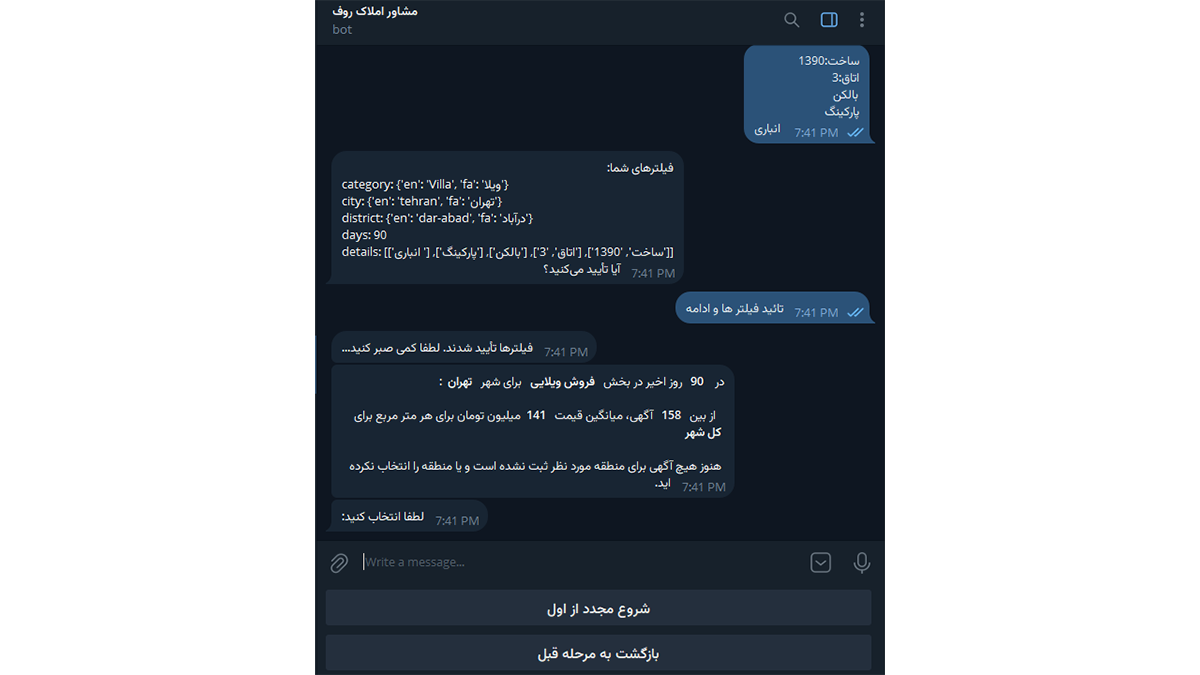 مشاور املاک روف
bot
ساخت:1390
اتاق:3
بالکن
پارکینگ
انباری 7:41 PM
فیلترهای شما:
category: {'en': 'Villa', 'fa': 'ویلا'}
city: {'en': 'tehran', 'fa': 'تهران'}
district: {'en': 'dar-abad', 'fa': 'درآباد'}
days: 90
details: [['ساخت', '1390'], ['اتاق', '3'], ['بالکن'], ['پارکینگ'], [' انباری']]
آیا تأیید می‌کنید؟ 7:41 PM
تائید فیلتر ها و ادامه 7:41 PM
فیلترها تأیید شدند. لطفا کمی صبر کنید... 7:41 PM
در 90 روز اخیر در بخش فروش ویلایی برای شهر تهران :
از بین 158 آگهی، میانگین قیمت 141 میلیون تومان برای هر متر مربع برای
کل شهر
هنوز هیچ آگهی برای منطقه مورد نظر ثبت نشده است و یا منطقه را انتخاب نکرده
اید. 7:41 PM
لطفا انتخاب کنید: 7:41 PM
Write a message...
شروع مجدد از اول
بازگشت به مرحله قبل